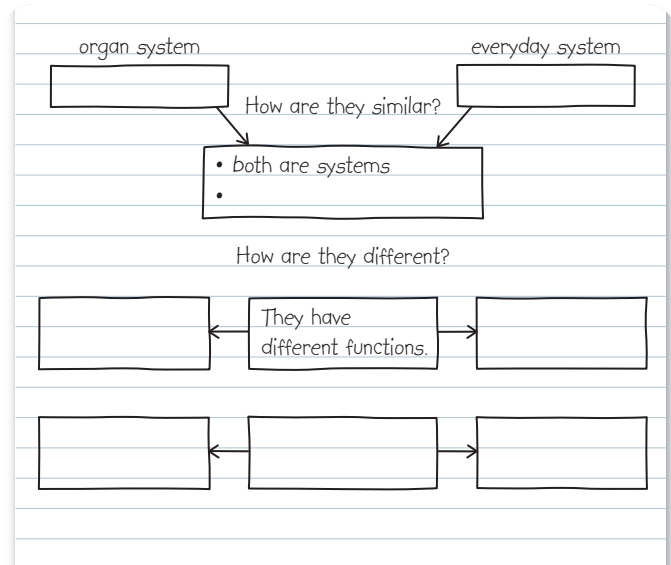 organ system
everyday system
How are they similar?
• both are systems
•
How are they different?
They have
different functions.